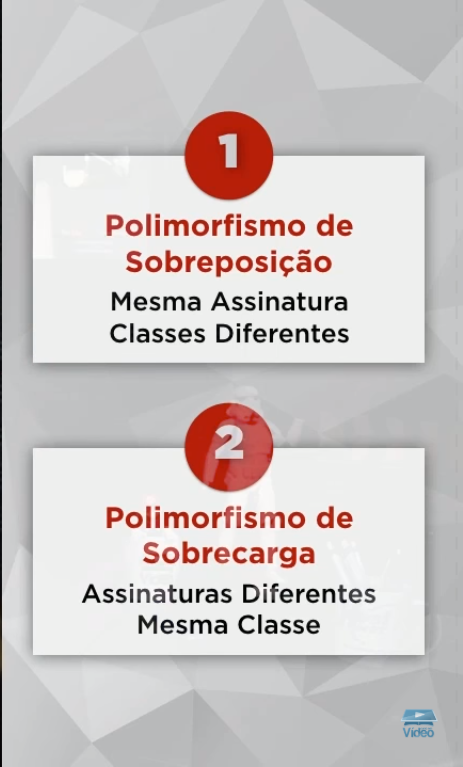 1
Polimorfismo de
Sobreposição
Mesma Assinatura
Classes Diferentes
2
Polimorfismo de
Sobrecarga
Assinaturas Diferentes
Mesma Classe
Vídeo